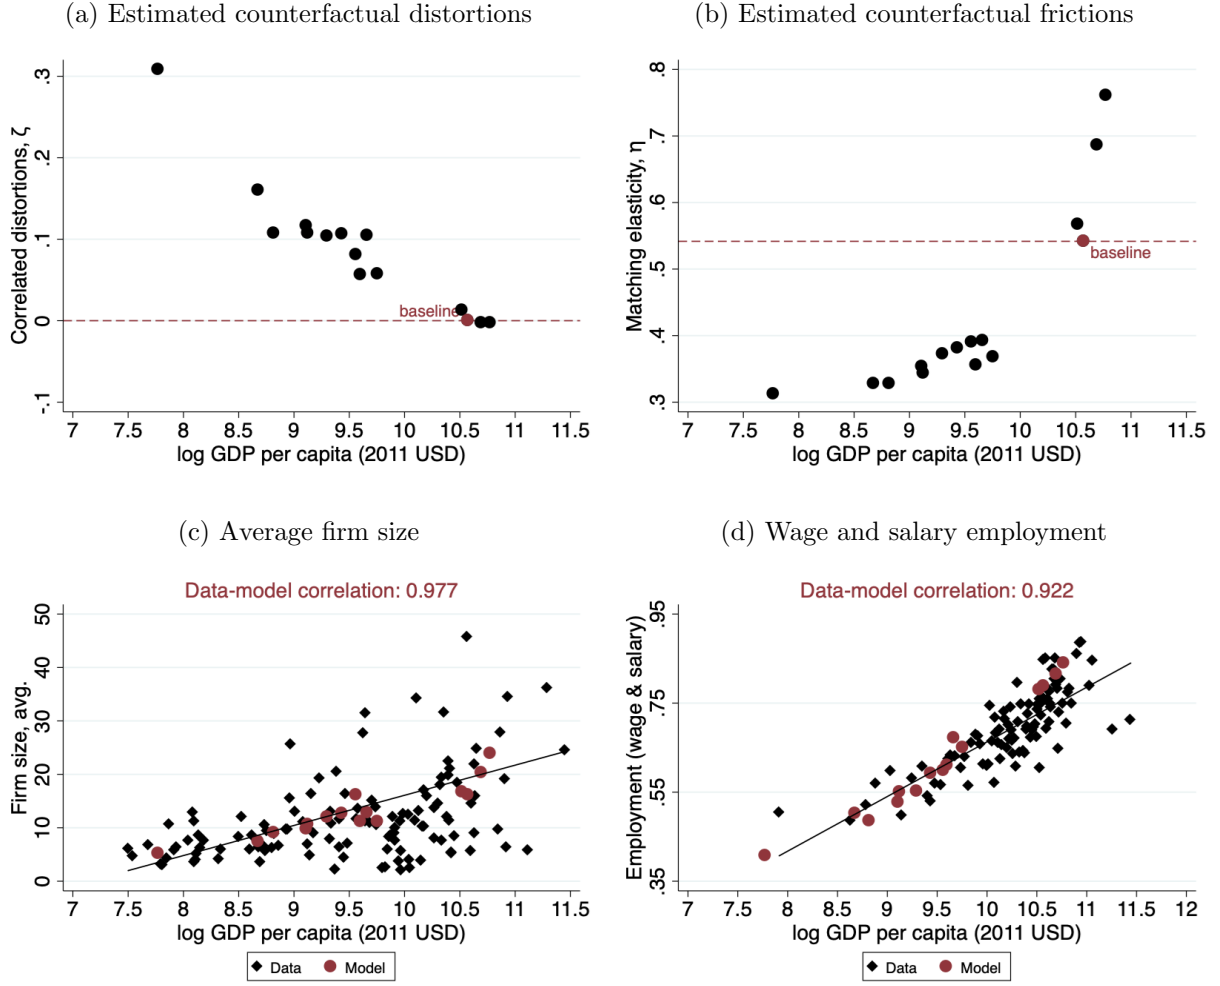 (a) Estimated counterfactual distortions
Correlated distortions, ζ
.3
.2
.1
0
-.1
baseline
7 7.5 8 8.5 9 9.5 10 10.5 11 11.5
log GDP per capita (2011 USD)
(b) Estimated counterfactual frictions
Matching elasticity, η
.8
.7
.6
.5
.4
.3
baseline
7 7.5 8 8.5 9 9.5 10 10.5 11 11.5
log GDP per capita (2011 USD)
(c) Average firm size
Data-model correlation: 0.977
Firm size, avg.
50
40
30
20
10
0
7 7.5 8 8.5 9 9.5 10 10.5 11 11.5
log GDP per capita (2011 USD)
Data Model
(d) Wage and salary employment
Data-model correlation: 0.922
Employment (wage & salary)
.95
.75
.55
.35
7 7.5 8 8.5 9 9.5 10 10.5 11 11.5 12
log GDP per capita (2011 USD)
Data Model